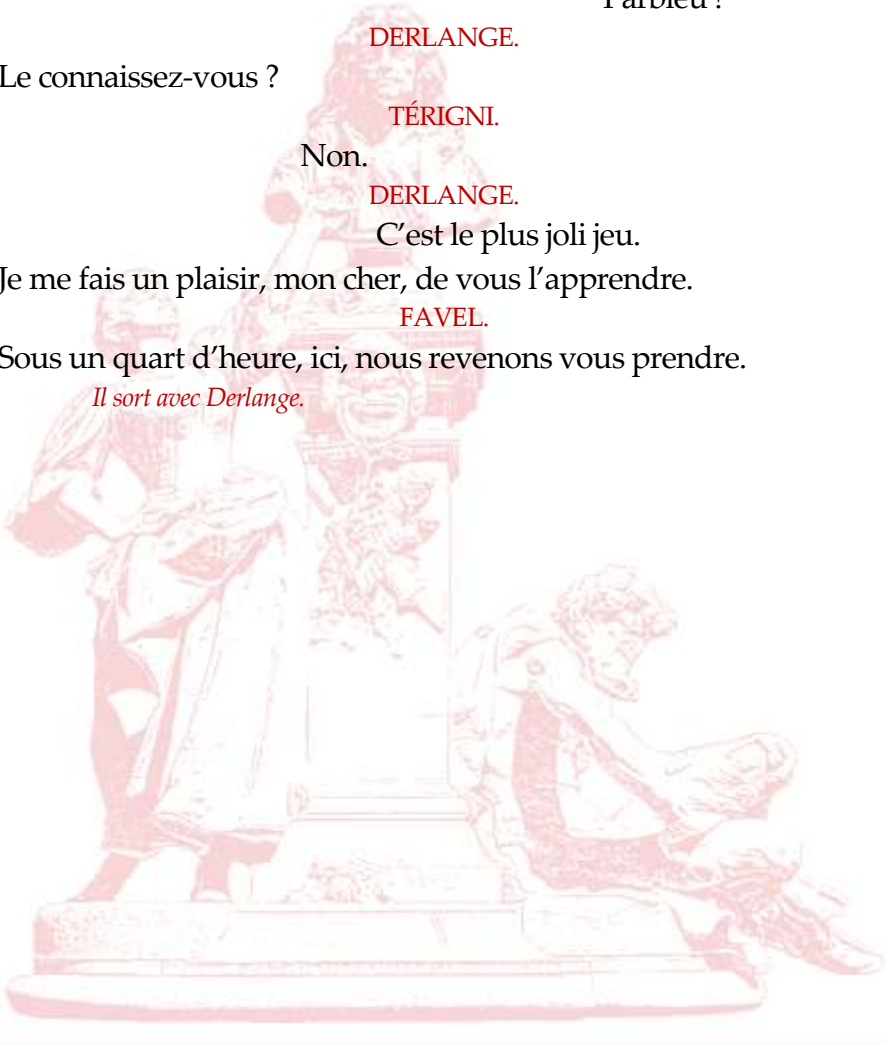 Parbleu !
DERLANGE.
Le connaissez-vous ?
TÉRIGNI.
Non.
DERLANGE.
C’est le plus joli jeu.
Je me fais un plaisir, mon cher, de vous l’apprendre.
FAVEL.
Sous un quart d’heure, ici, nous revenons vous prendre.
Il sort avec Derlange.